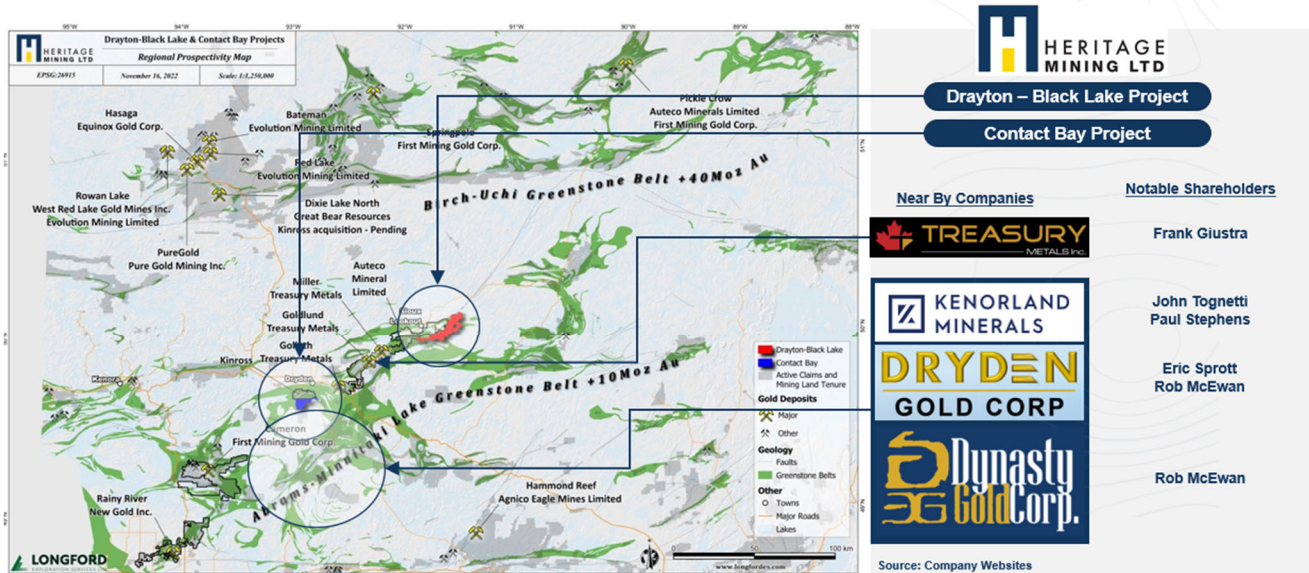 95°W
94°W
93°W
92°W
91°W
90°W
88°W
HERITAGE
MINING LTD
Drayton-Black Lake & Contact Bay Projects
Regional Prospectivity Map
EPSG:26915
November 16, 2022
Scale: 1:1,250,000
Hasaga
Equinox Gold Corp.
Bateman
Evolution Mining Limited
Red Lake
Evolution Mining Limited
Springpole
First Mining Gold Corp.
Pickle Crow
Auteco Minerals Limited
First Mining Gold Corp.
Birch-Uchi Greenstone Belt +40Moz Au
Rowan Lake
West Red Lake Gold Mines Inc.
Evolution Mining Limited
Dixie Lake North
Great Bear Resources
Kinross acquisition - Pending
PureGold
Pure Gold Mining Inc.
Miller
Treasury Metals
Auteco
Mineral
Limited
Sioux
Lookout
Goldlund
Treasury Metals
Goliath
Treasury Metals
Kinross
Kenora
Dryden
Abrams-Minnitaki Lake Greenstone Belt +10Moz Au
Cameron
First Mining Gold Corp.
Rainy River
New Gold Inc.
Hammond Reef
Agnico Eagle Mines Limited
51°N
50°N
49°N
51°N
50°N
49°N
Drayton-Black Lake
Contact Bay
Active Claims and
Mining Land Tenure
Gold Deposits
Major
Other
Geology
Faults
Greenstone Belts
Other
Towns
Major Roads
Lakes
0 50 100 km
www.longfordes.com
LONGFORD
EXPLORATION SERVICES LTD
HERITAGE
MINING LTD
Drayton – Black Lake Project
Contact Bay Project
Near By Companies
Notable Shareholders
TREASURY
METALS Inc.
Frank Giustra
KENORLAND
MINERALS
John Tognetti
Paul Stephens
DRYDEN
GOLD CORP
Eric Sprott
Rob McEwan
Dynasty
GoldCorp.
Rob McEwan
Source: Company Websites